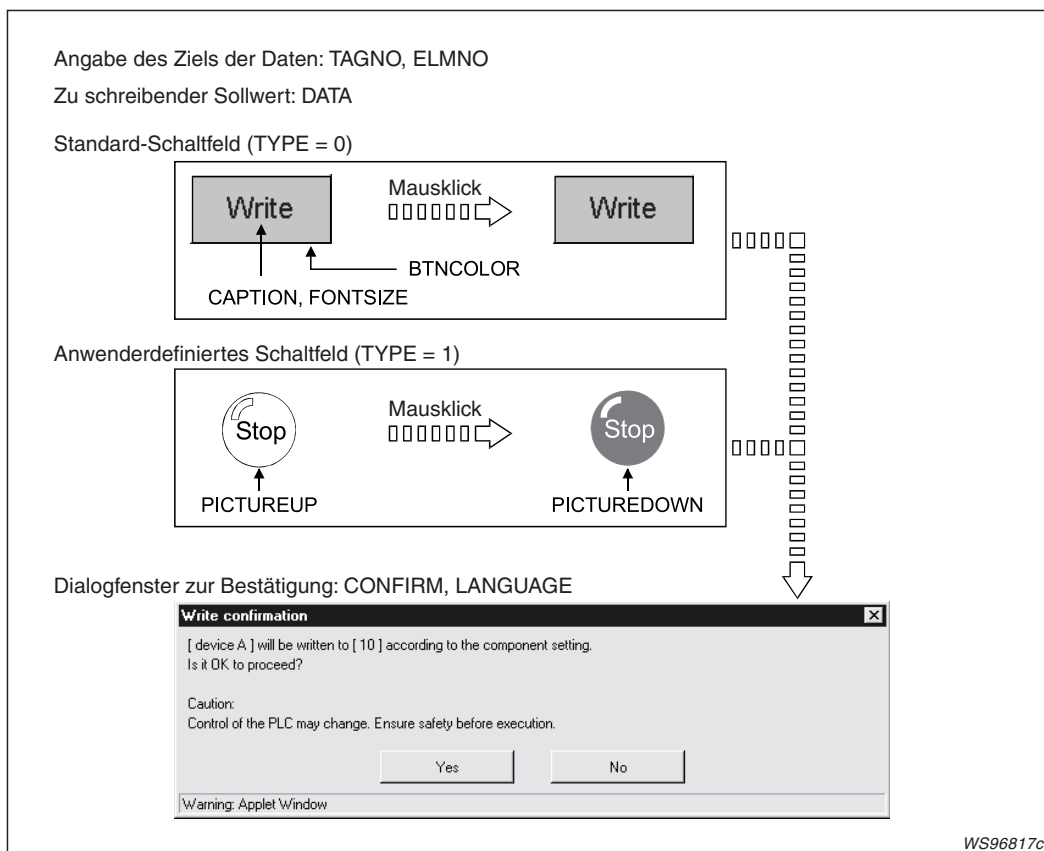 Angabe des Ziels der Daten: TAGNO, ELMNO
Zu schreibender Sollwert: DATA
Standard-Schaltfeld (TYPE = 0)
Write
Mausklick
Write
BTNCOLOR
CAPTION, FONTSIZE
Anwenderdefiniertes Schaltfeld (TYPE = 1)
Stop
Mausklick
Stop
PICTUREUP
PICTUREDOWN
Dialogfenster zur Bestätigung: CONFIRM, LANGUAGE
Write confirmation
[ device A ] will be written to [ 10 ] according to the component setting.
Is it OK to proceed?
Caution:
Control of the PLC may change. Ensure safety before execution.
Yes
No
Warning: Applet Window
WS96817c